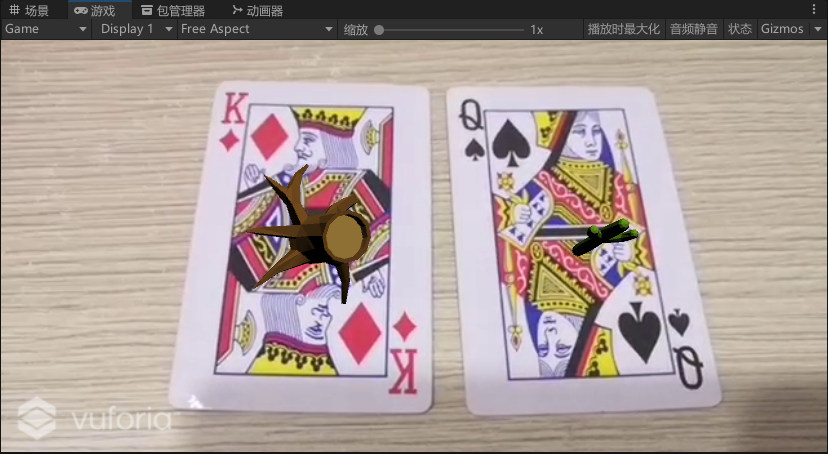 场景 游戏 包管理器 动画器
Game Display 1 Free Aspect 缩放 1x 播放时最大化 音频静音 状态 Gizmos
K Q
K Q
vuforia